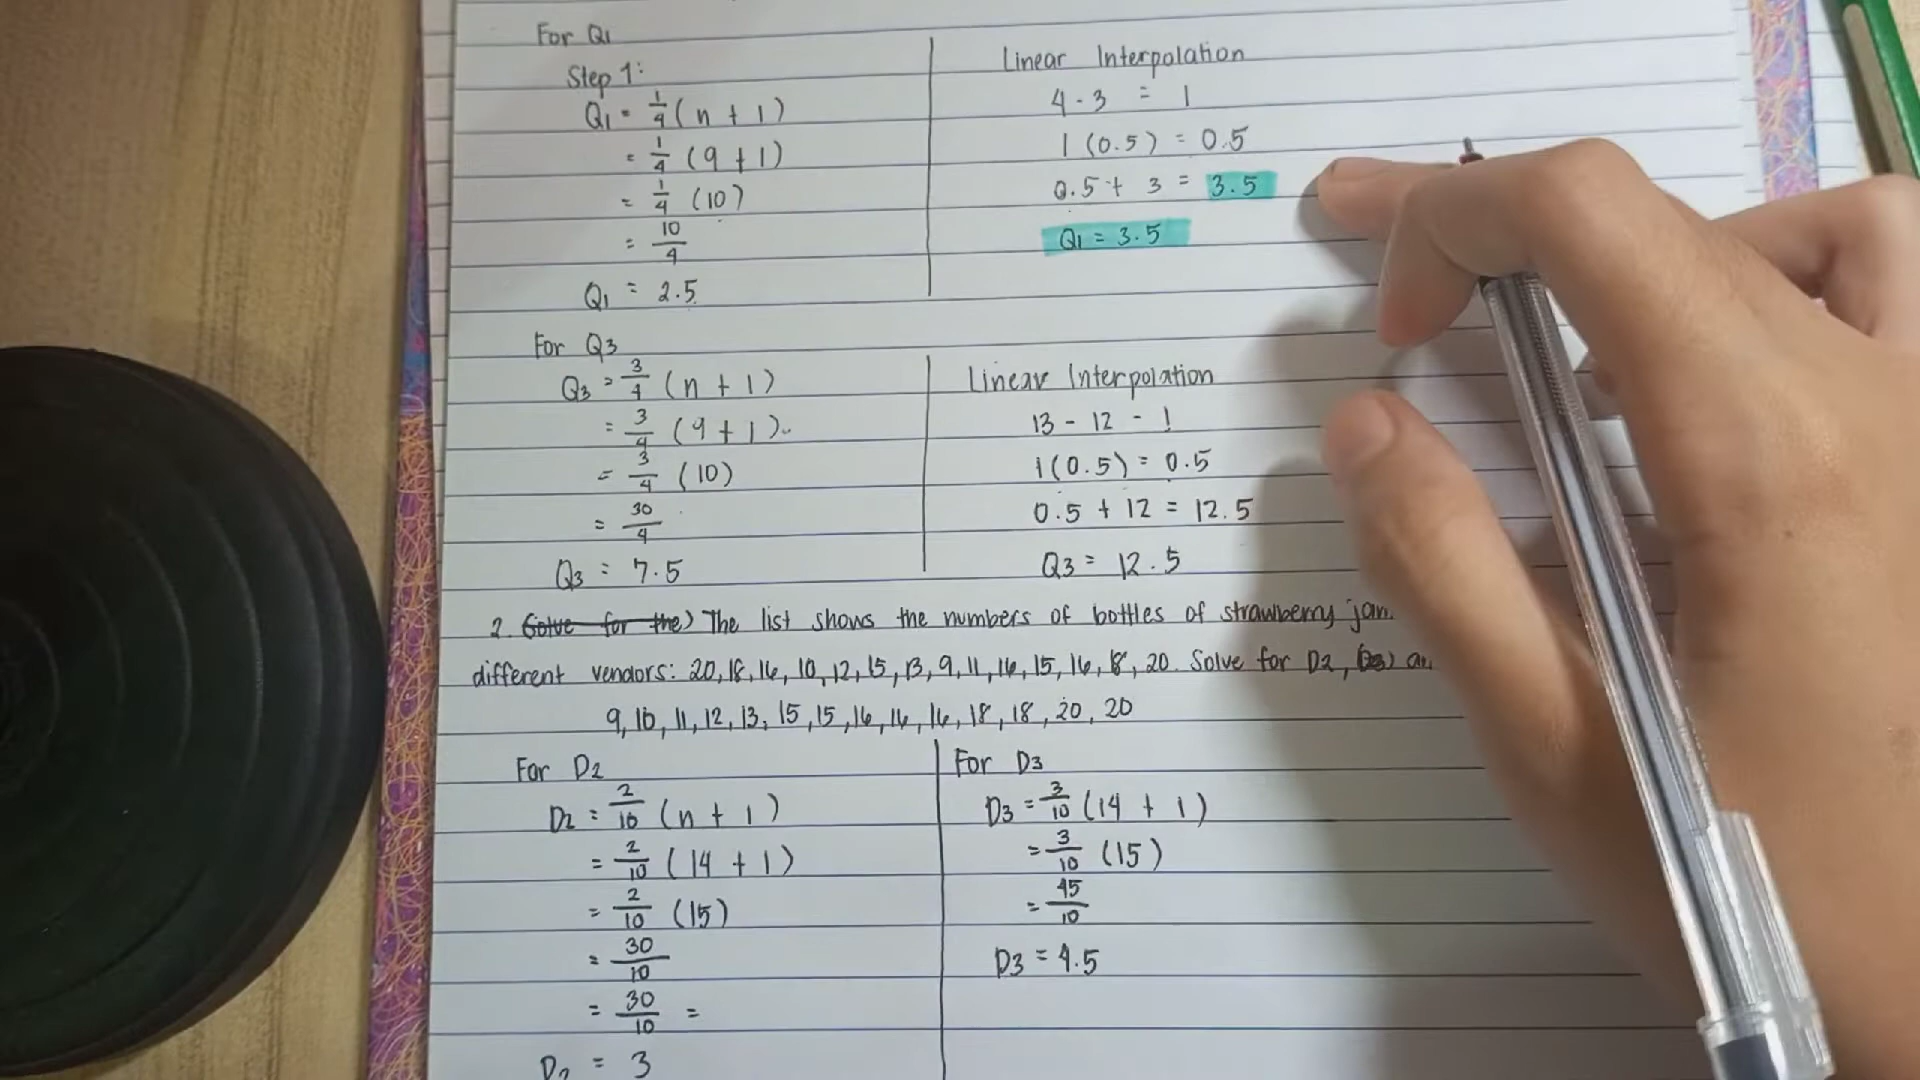 For Q1
Step 1:
Q1 = 1/4 (n + 1)
= 1/4 (9 + 1)
= 1/4 (10)
= 10/4
Q1 = 2.5
Linear Interpolation
4 - 3 = 1
1 (0.5) = 0.5
0.5 + 3 = 3.5
Q1 = 3.5
For Q3
Q3 = 3/4 (n + 1)
= 3/4 (9 + 1)
= 3/4 (10)
= 30/4
Q3 = 7.5
Linear Interpolation
13 - 12 - 1
1(0.5) = 0.5
0.5 + 12 = 12.5
Q3 = 12.5
2. (Solve for the) The list shows the numbers of bottles of strawberry jam.
different vendors: 20, 18, 16, 10, 12, 15, 13, 9, 11, 16, 15, 16, 18, 20. Solve for D2,
9, 10, 11, 12, 13, 15, 15, 16, 16, 16, 18, 18, 20, 20
For D2
D2 = 2/10 (n + 1)
= 2/10 (14 + 1)
= 2/10 (15)
= 30/10
= 30/10 =
D2 = 3
For D3
D3 = 3/10 (14 + 1)
= 3/10 (15)
= 45/10
D3 = 4.5